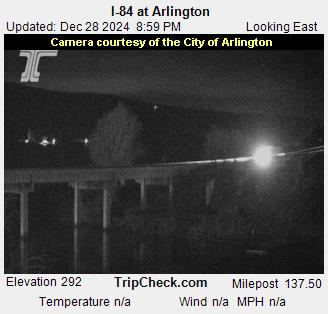 I-84 at Arlington
Updated: Dec 28 2024 8:59 PM Looking East
Camera courtesy of the City of Arlington
Elevation 292 TripCheck.com Milepost 137.50
Temperature n/a Wind n/a MPH n/a